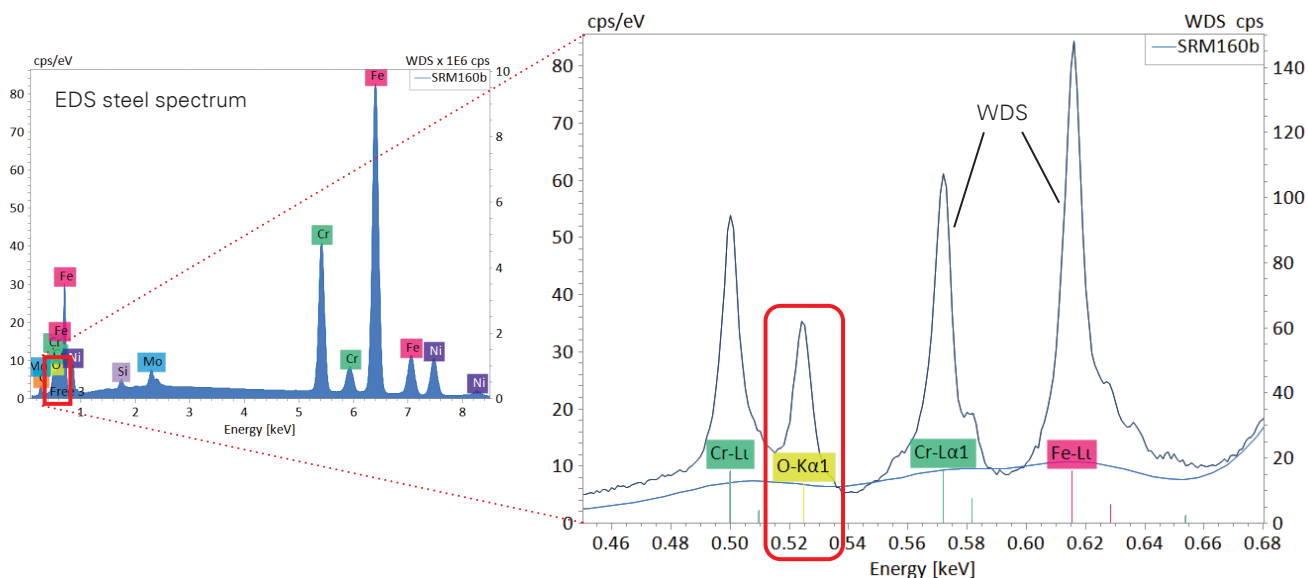 cps/eV
WDS x 1E6 cps
SRM160b
EDS steel spectrum
Fe
Fe
Fe
Cr
O
Ni
Mo
Si
Mo
Cr
Cr
Fe
Ni
Ni
Free 3
0
10
20
30
40
50
60
70
80
0
2
4
6
8
10
1
2
3
4
5
6
7
8
Energy [keV]
cps/eV
WDS cps
SRM160b
WDS
Cr-Lι
O-Kα1
Cr-Lα1
Fe-Lι
0
10
20
30
40
50
60
70
80
0
20
40
60
80
100
120
140
0.46
0.50
0.52
0.54
0.56
0.58
0.60
0.62
0.64
0.66
0.68
Energy [keV]